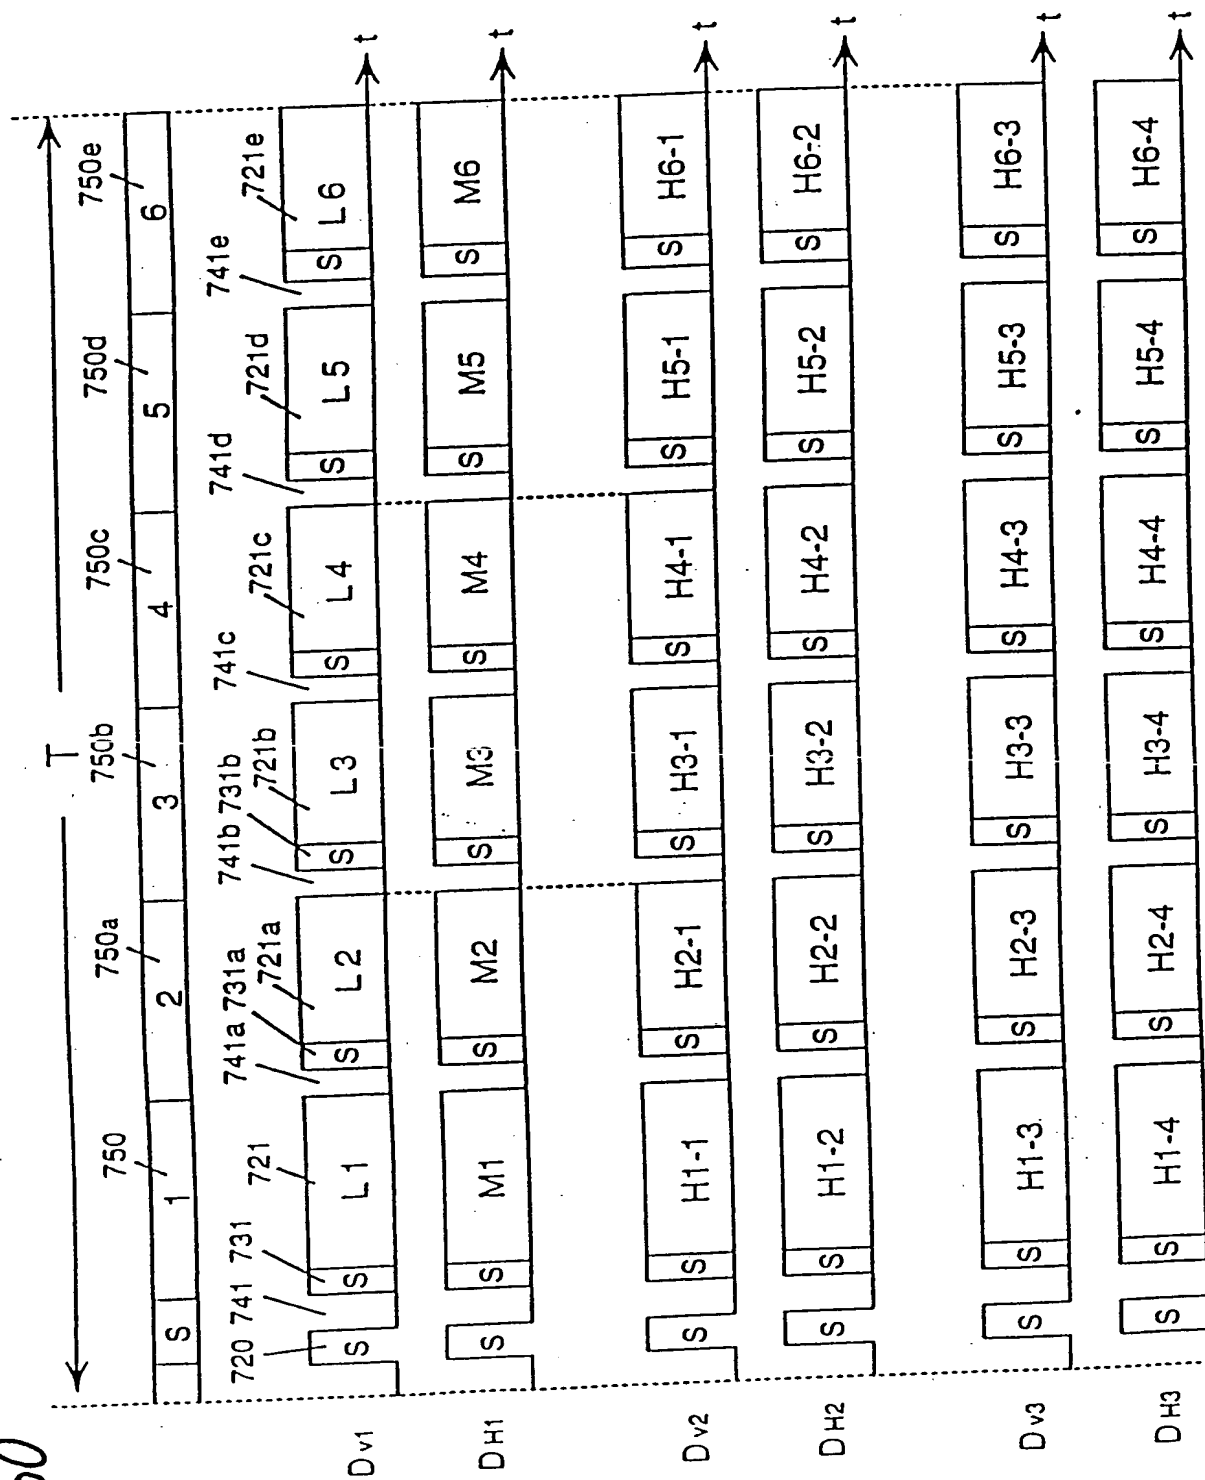 T
750 750a 750b 750c 750d 750e
S 1 2 3 4 5 6
720 741 731 721 741a 731a 721a 741b 731b 721b 741c 721c 741d 721d 741e 721e
Dv1 S S L1 S L2 S L3 S L4 S L5 S L6 t
DH1 S S M1 S M2 S M3 S M4 S M5 S M6 t
Dv2 S S H1-1 S H2-1 S H3-1 S H4-1 S H5-1 S H6-1 t
DH2 S S H1-2 S H2-2 S H3-2 S H4-2 S H5-2 S H6-2 t
Dv3 S S H1-3 S H2-3 S H3-3 S H4-3 S H5-3 S H6-3 t
DH3 S S H1-4 S H2-4 S H3-4 S H4-4 S H5-4 S H6-4 t